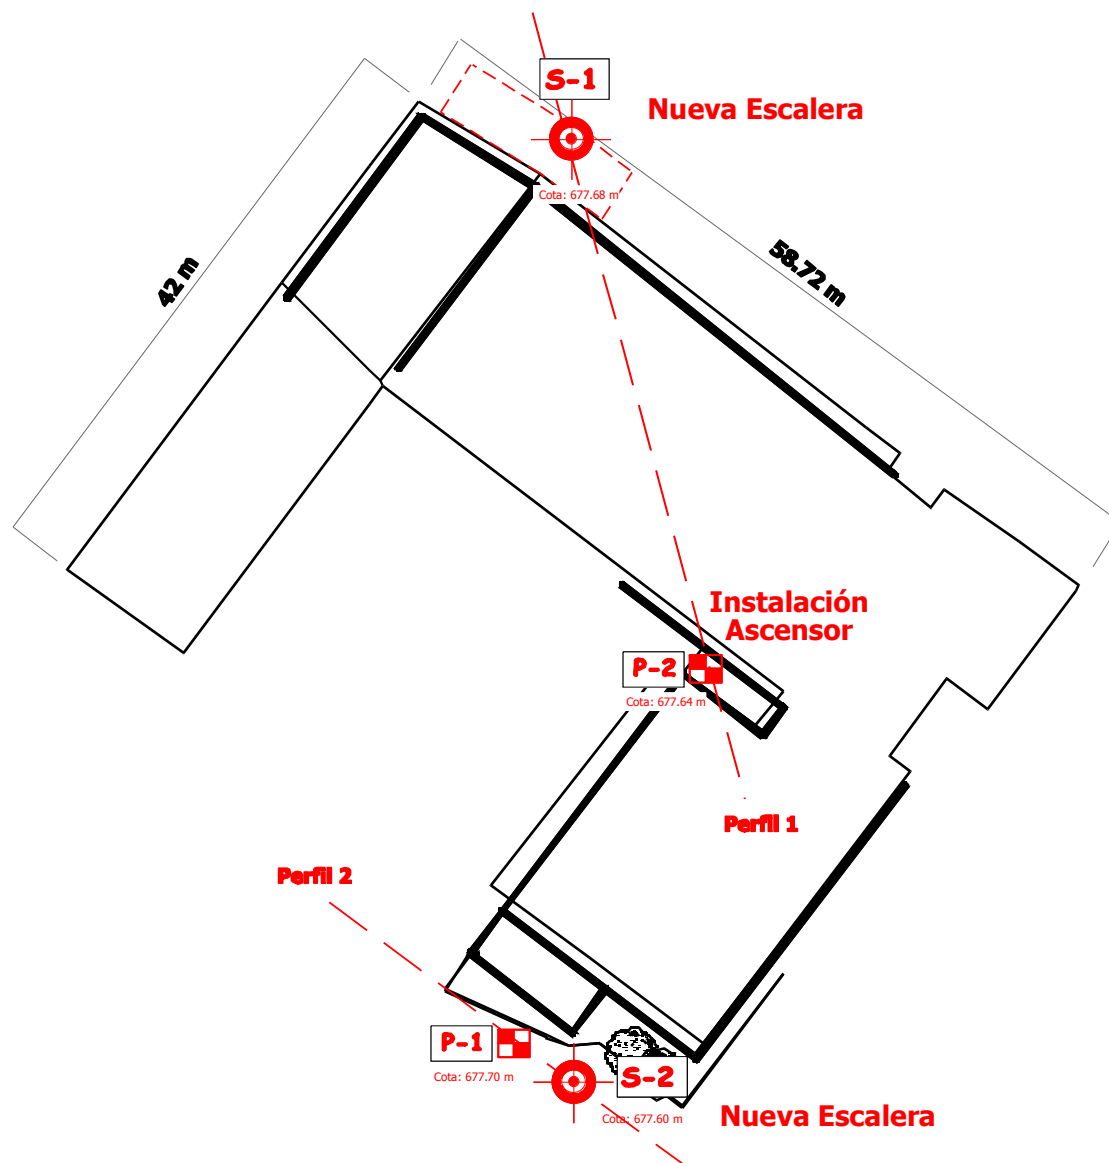 S-1
Nueva Escalera
Cota: 677.68 m
42 m
58.72 m
Instalación
Ascensor
P-2
Cota: 677.64 m
Perfil 1
Perfil 2
P-1
Cota: 677.70 m
S-2
Cota: 677.60 m
Nueva Escalera